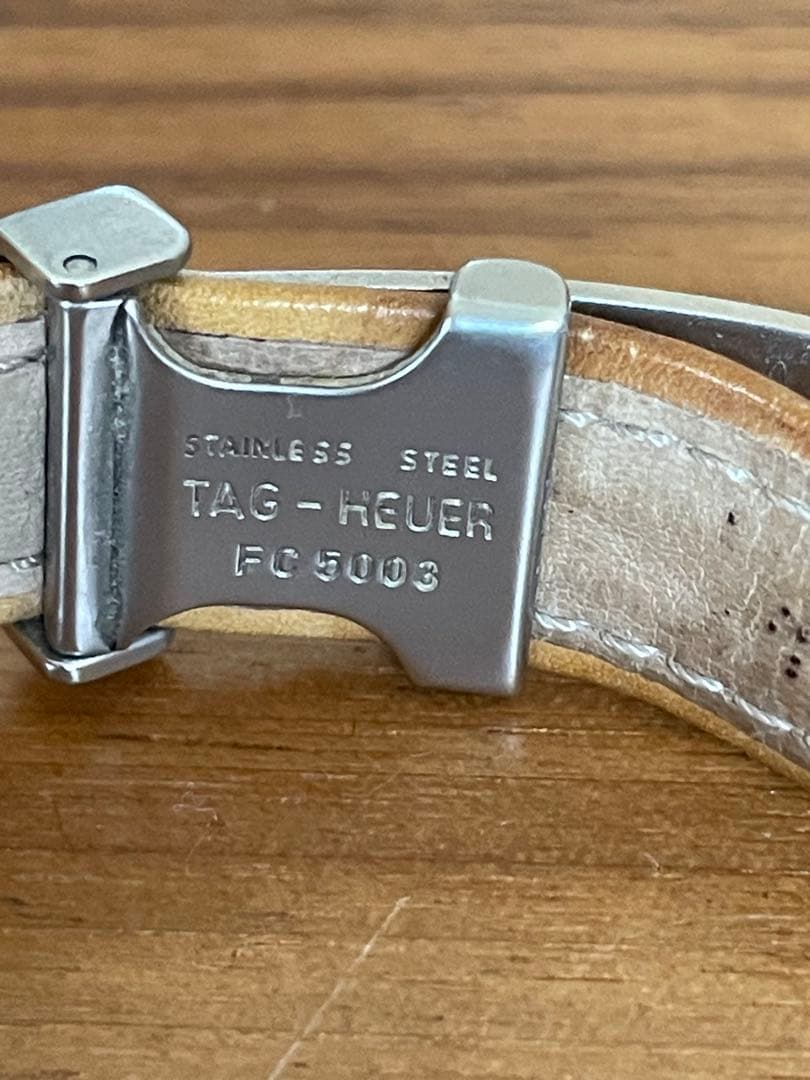 STAINLESS STEEL
TAG - HEUER
FC 5003